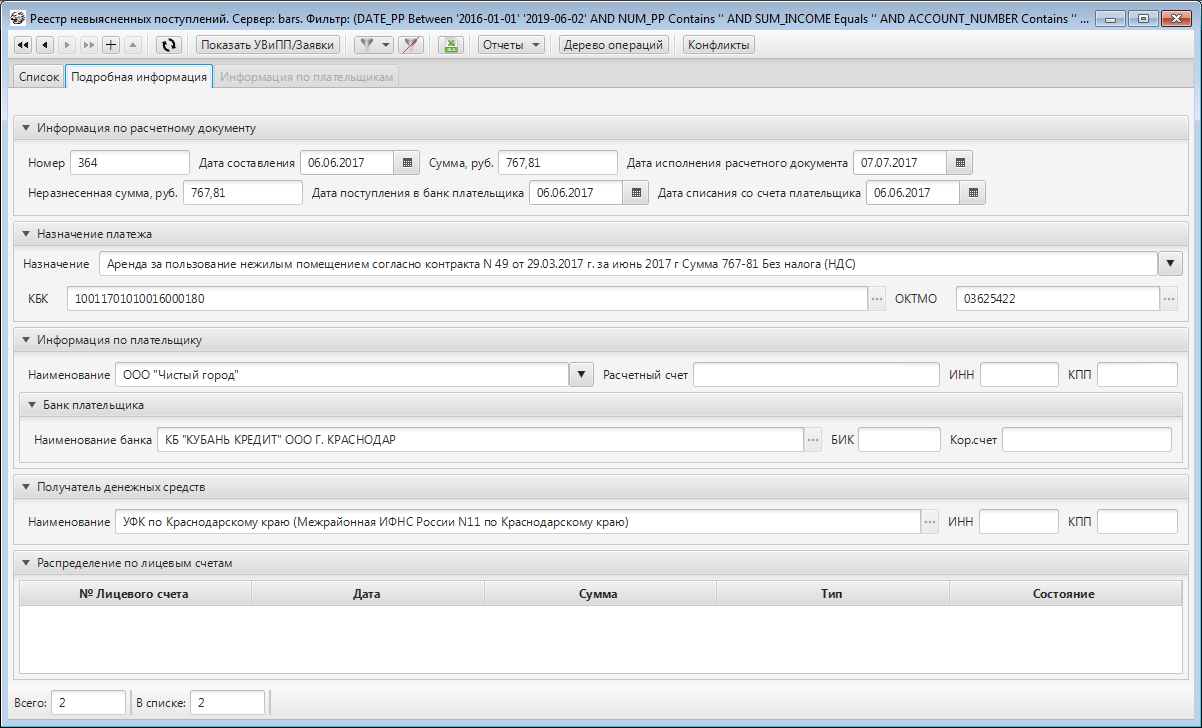 Реестр невыясненных поступлений. Сервер: bars. Фильтр: (DATE_PP Between '2016-01-01' '2019-06-02' AND NUM_PP Contains '' AND SUM_INCOME Equals '' AND ACCOUNT_NUMBER Contains '' ...
Показать УВиПП/Заявки Отчеты Дерево операций Конфликты
Список Подробная информация Информация по плательщикам
Информация по расчетному документу
Номер 364 Дата составления 06.06.2017 Сумма, руб. 767,81 Дата исполнения расчетного документа 07.07.2017
Неразнесенная сумма, руб. 767,81 Дата поступления в банк плательщика 06.06.2017 Дата списания со счета плательщика 06.06.2017
Назначение платежа
Назначение Аренда за пользование нежилым помещением согласно контракта N 49 от 29.03.2017 г. за июнь 2017 г Сумма 767-81 Без налога (НДС)
КБК 10011701010016000180 ... ОКТМО 03625422 ...
Информация по плательщику
Наименование ООО "Чистый город" Расчетный счет ИНН КПП
Банк плательщика
Наименование банка КБ "КУБАНЬ КРЕДИТ" ООО Г. КРАСНОДАР ... БИК Кор.счет
Получатель денежных средств
Наименование УФК по Краснодарскому краю (Межрайонная ИФНС России N11 по Краснодарскому краю) ... ИНН КПП
Распределение по лицевым счетам
№ Лицевого счета Дата Сумма Тип Состояние
Всего: 2 В списке: 2